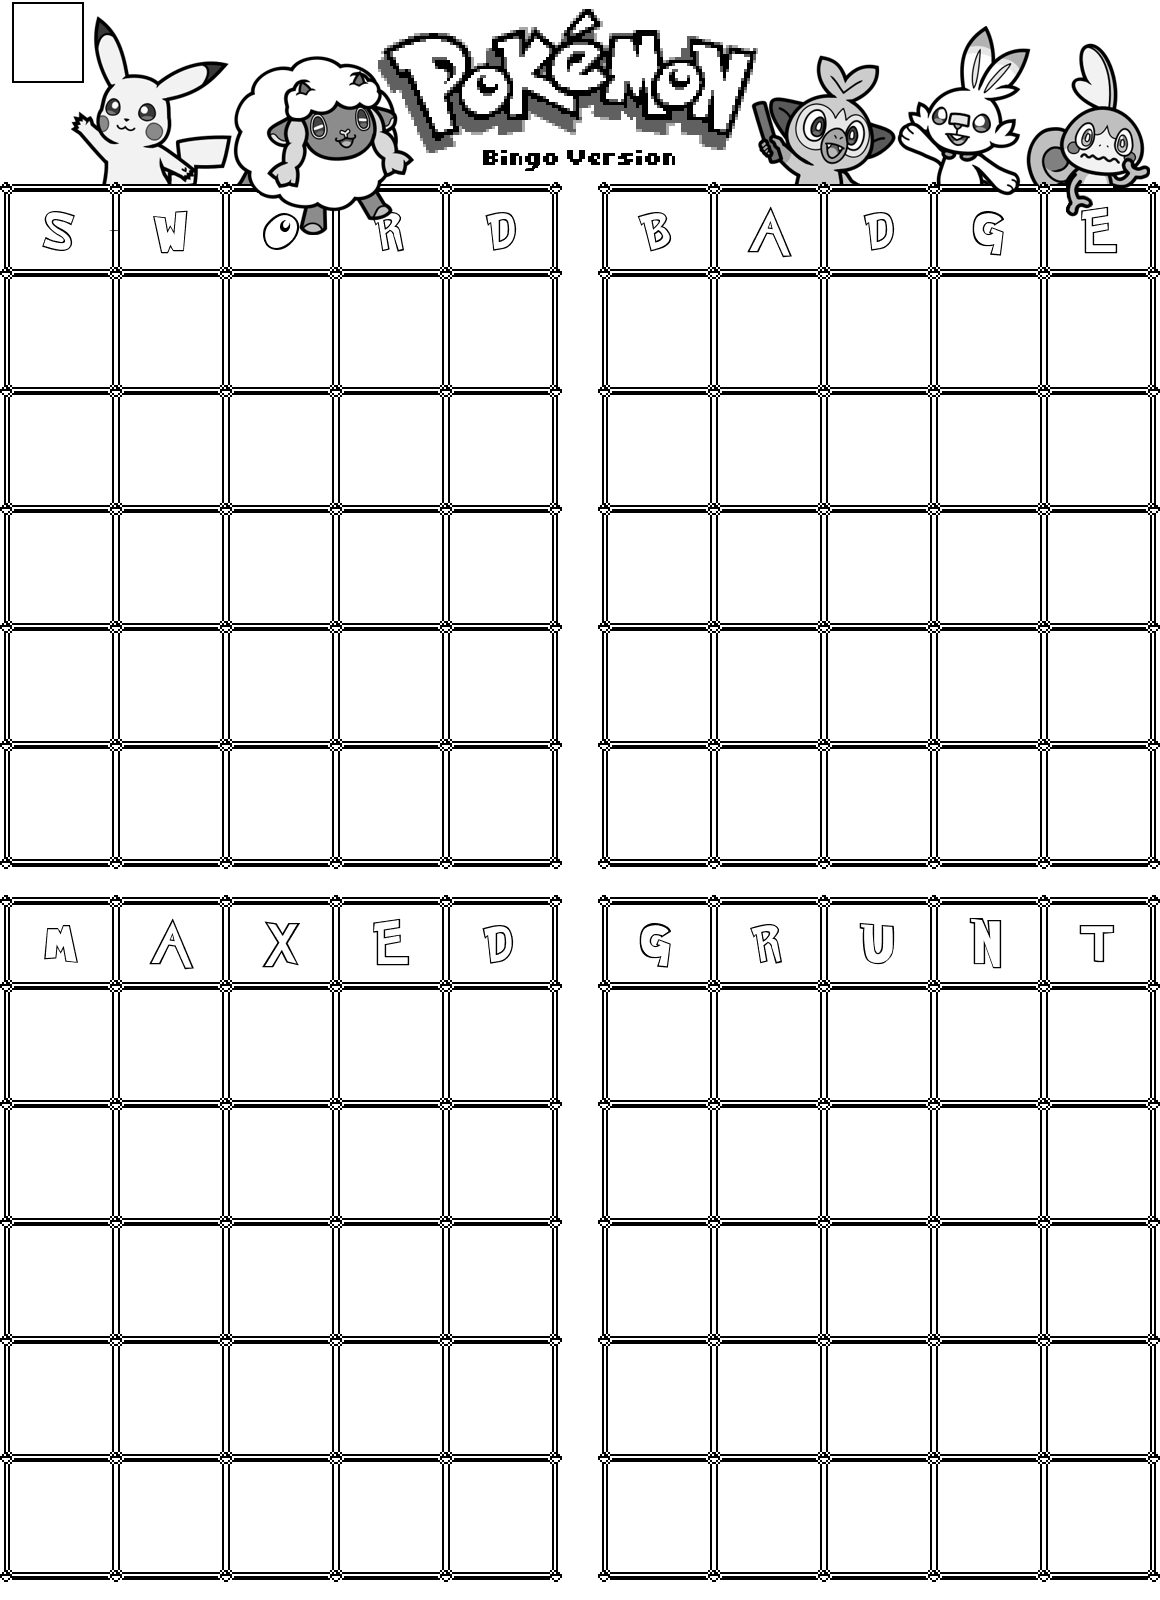 POKéMON
Bingo Version
S W O R D
B A D G E
M A X E D
G R U N T